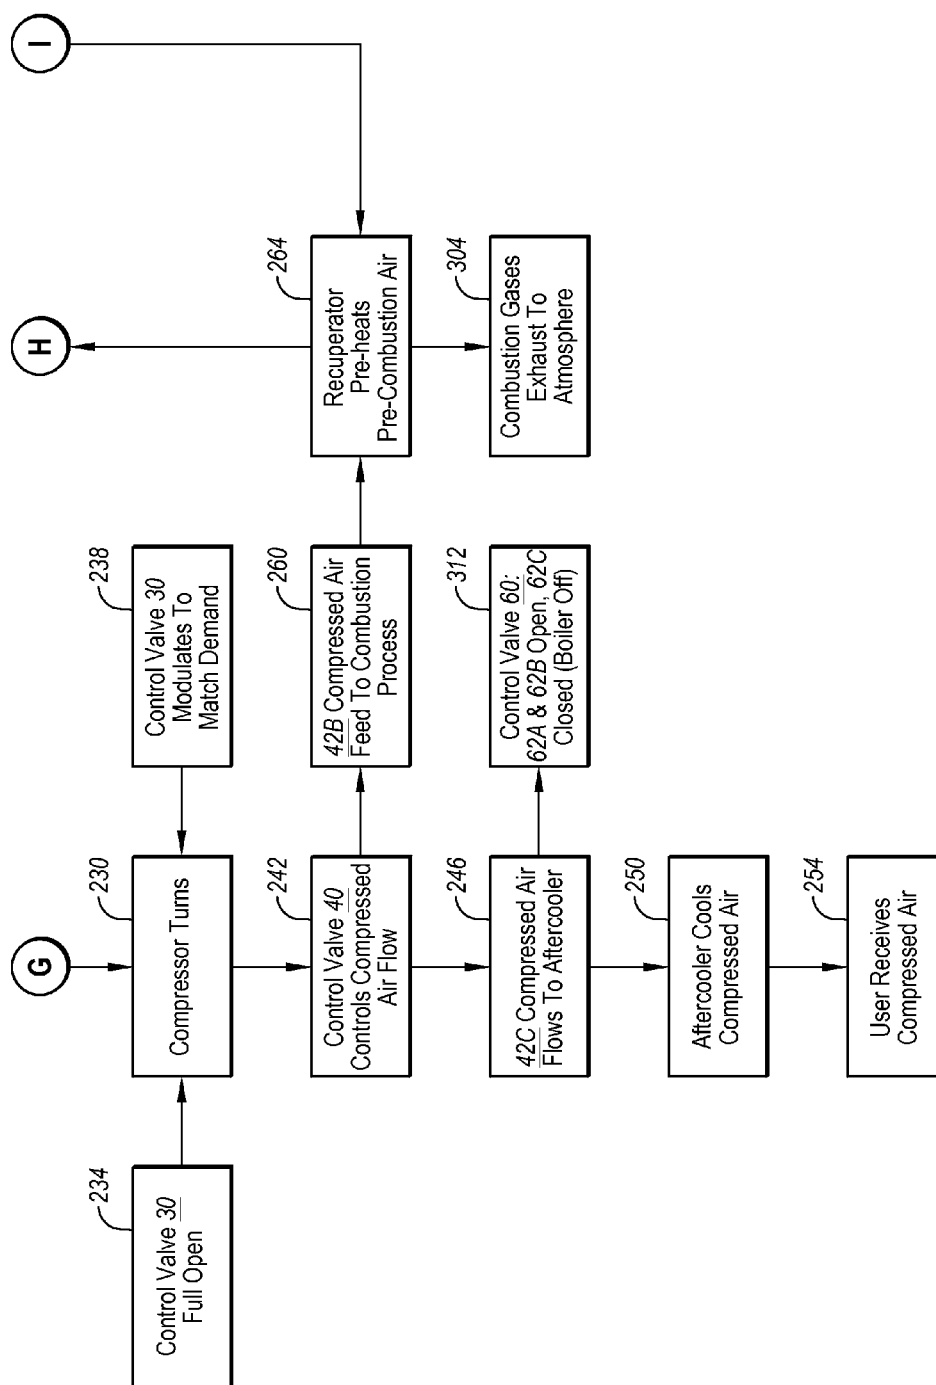 G
H
I
234
Control Valve 30
Full Open
230
Compressor Turns
238
Control Valve 30
Modulates To
Match Demand
242
Control Valve 40
Controls Compressed
Air Flow
260
42B Compressed Air
Feed To Combustion
Process
264
Recuperator
Pre-heats
Pre-Combustion Air
246
42C Compressed Air
Flows To Aftercooler
312
Control Valve 60:
62A & 62B Open, 62C
Closed (Boiler Off)
304
Combustion Gases
Exhaust To
Atmosphere
250
Aftercooler Cools
Compressed Air
254
User Receives
Compressed Air